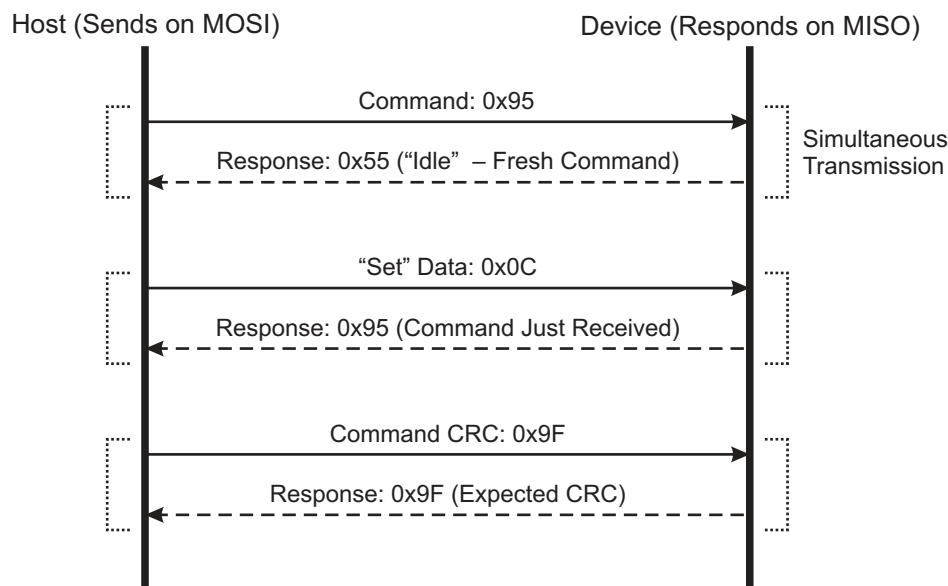 Host (Sends on MOSI)
Device (Responds on MISO)
Command: 0x95
Response: 0x55 (“Idle” – Fresh Command)
Simultaneous
Transmission
“Set” Data: 0x0C
Response: 0x95 (Command Just Received)
Command CRC: 0x9F
Response: 0x9F (Expected CRC)